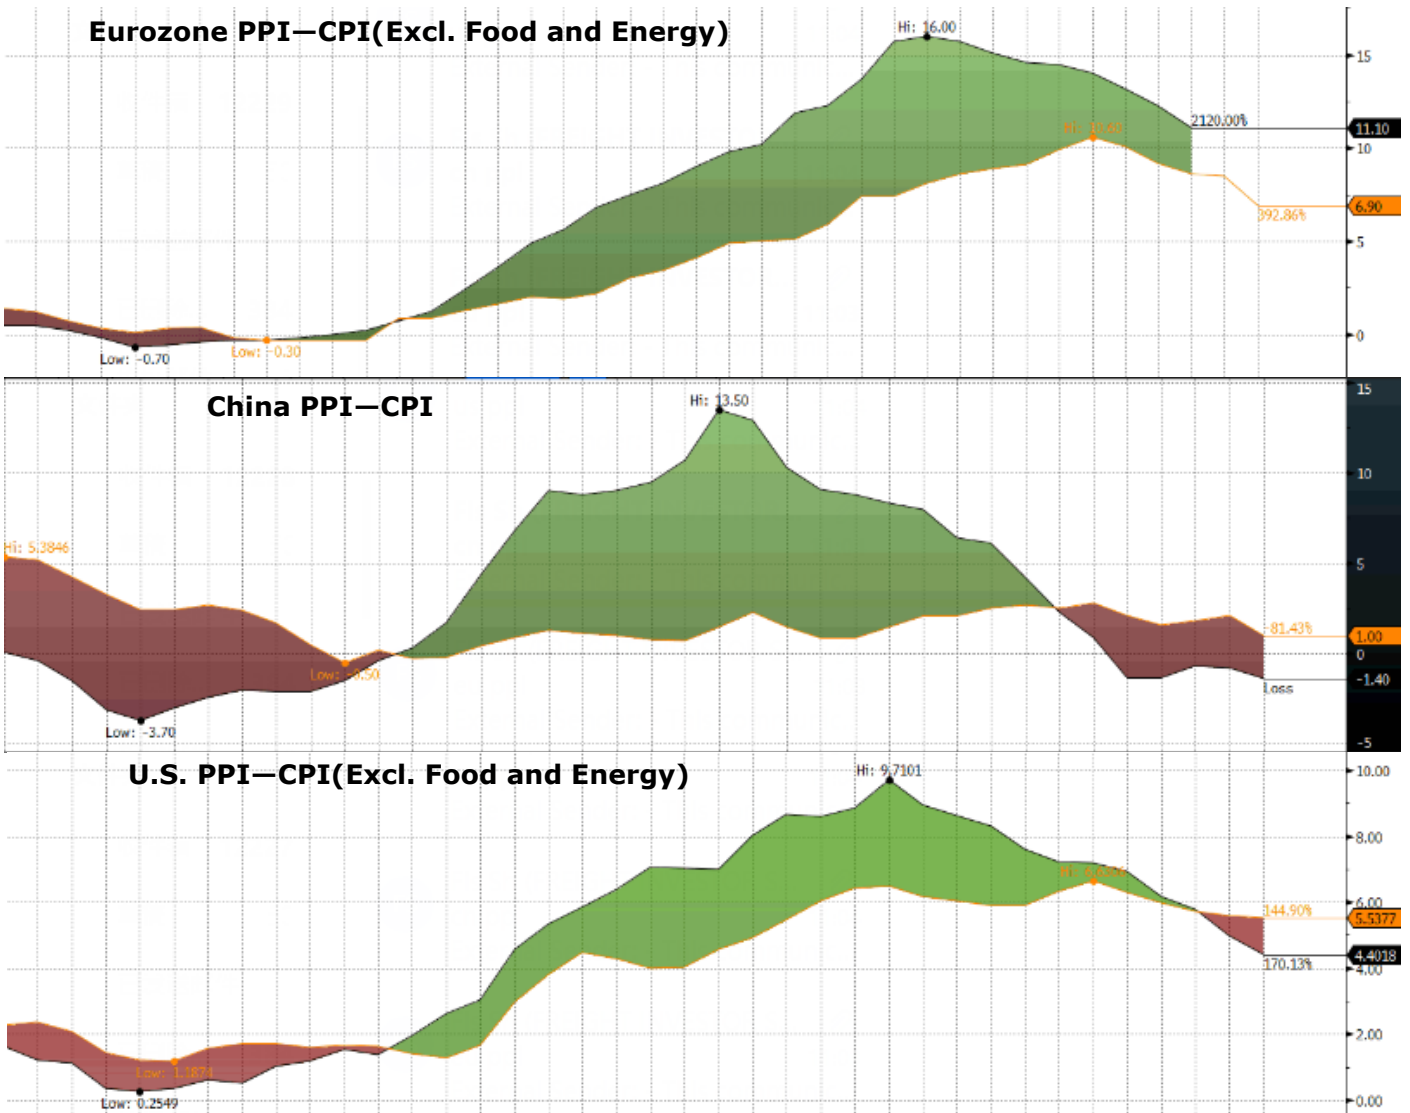 Eurozone PPI—CPI(Excl. Food and Energy)
Hi: 16.00
15
2120.00%
11.10
10
6.90
392.86%
5
0
Low: -0.70
Low: -0.30
China PPI—CPI
Hi: 13.50
15
10
Hi: 5.3846
5
81.43%
1.00
0
Low: -0.50
Loss
-1.40
Low: -3.70
-5
U.S. PPI—CPI(Excl. Food and Energy)
Hi: 9.7101
10.00
8.00
6.00
144.90%
5.5377
4.4018
170.13%
4.00
2.00
Low: 1.1874
Low: 0.2549
0.00